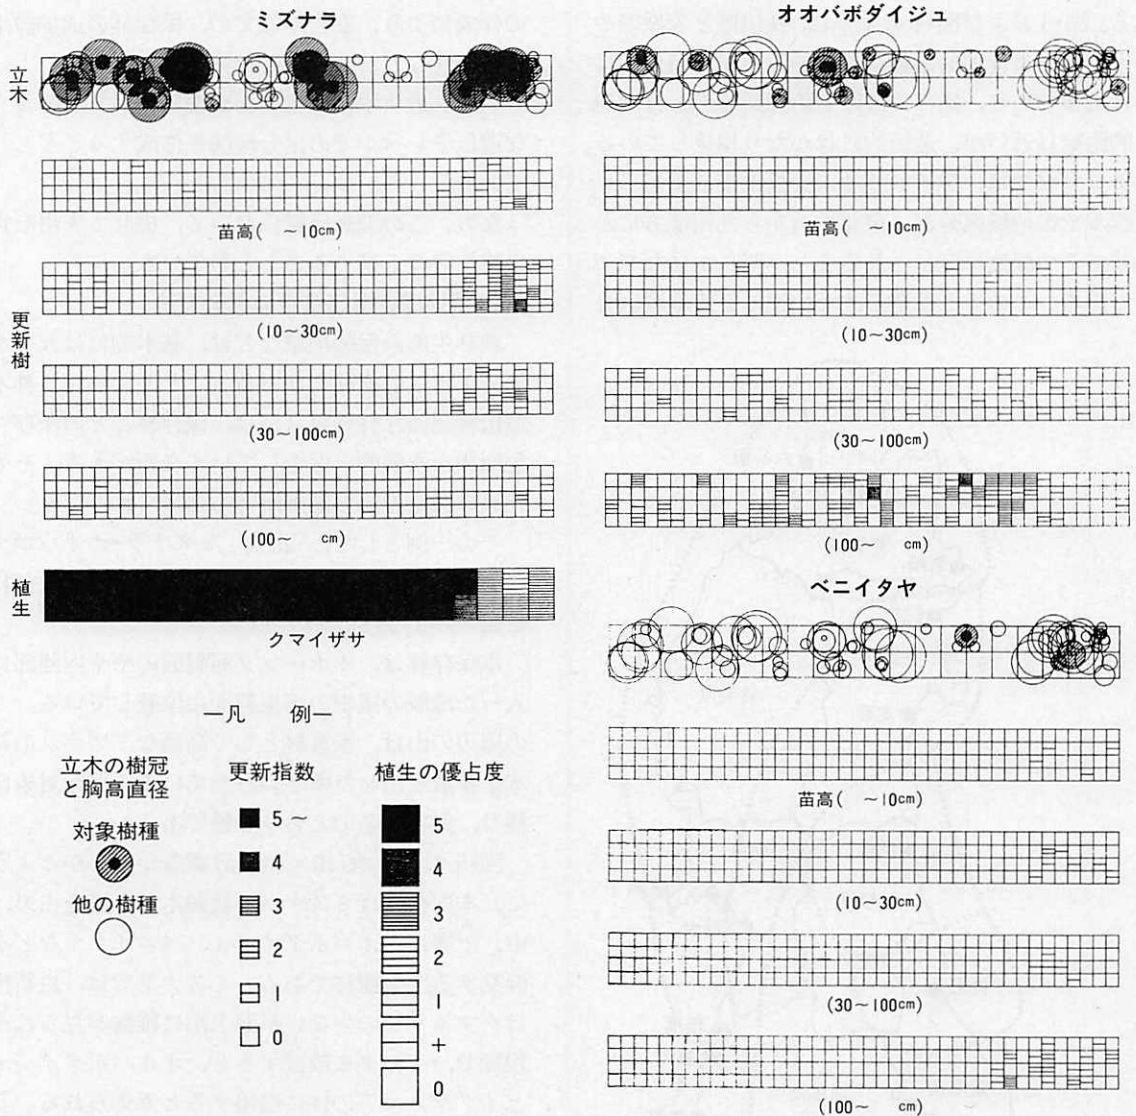 ミズナラ
立木
更新樹
苗高( ~10cm)
(10~30cm)
(30~100cm)
(100~ cm)
植生
クマイザサ
―凡 例―
立木の樹冠
と胸高直径
対象樹種
他の樹種
更新指数
5~
4
3
2
1
0
植生の優占度
5
4
3
2
1
+
0
オオバボダイジュ
苗高( ~10cm)
(10~30cm)
(30~100cm)
(100~ cm)
ベニイタヤ
苗高( ~10cm)
(10~30cm)
(30~100cm)
(100~ cm)